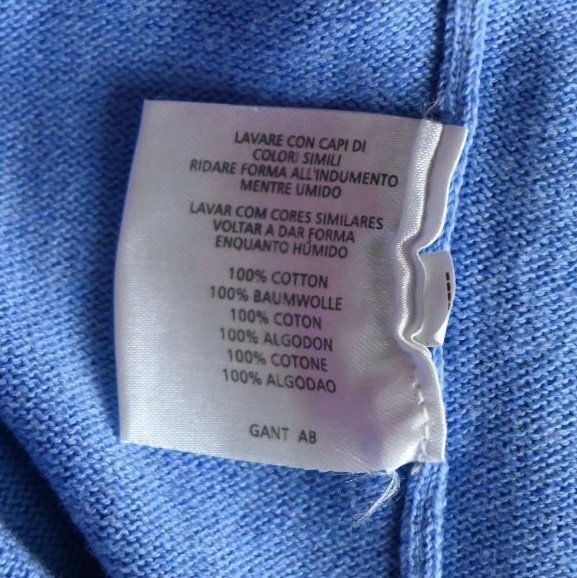 LAVARE CON CAPI DI
COLORI SIMILI
RIDARE FORMA ALL'INDUMENTO
MENTRE UMIDO
LAVAR COM CORES SIMILARES
VOLTAR A DAR FORMA
ENQUANTO HÚMIDO
100% COTTON
100% BAUMWOLLE
100% COTON
100% ALGODON
100% COTONE
100% ALGODAO
GANT AB